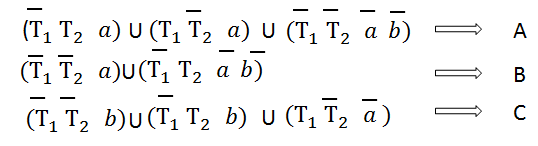 (T̅₁ T₂ a) ∪ (T₁ T̅₂ a) ∪ (T̅₁ T̅₂ a̅ b̅) ⟹ A
(T̅₁ T̅₂ a)∪(T̅₁ T₂ a̅ b̅) ⟹ B
(T̅₁ T̅₂ b)∪(T̅₁ T₂ b) ∪ (T₁ T̅₂ a̅) ⟹ C